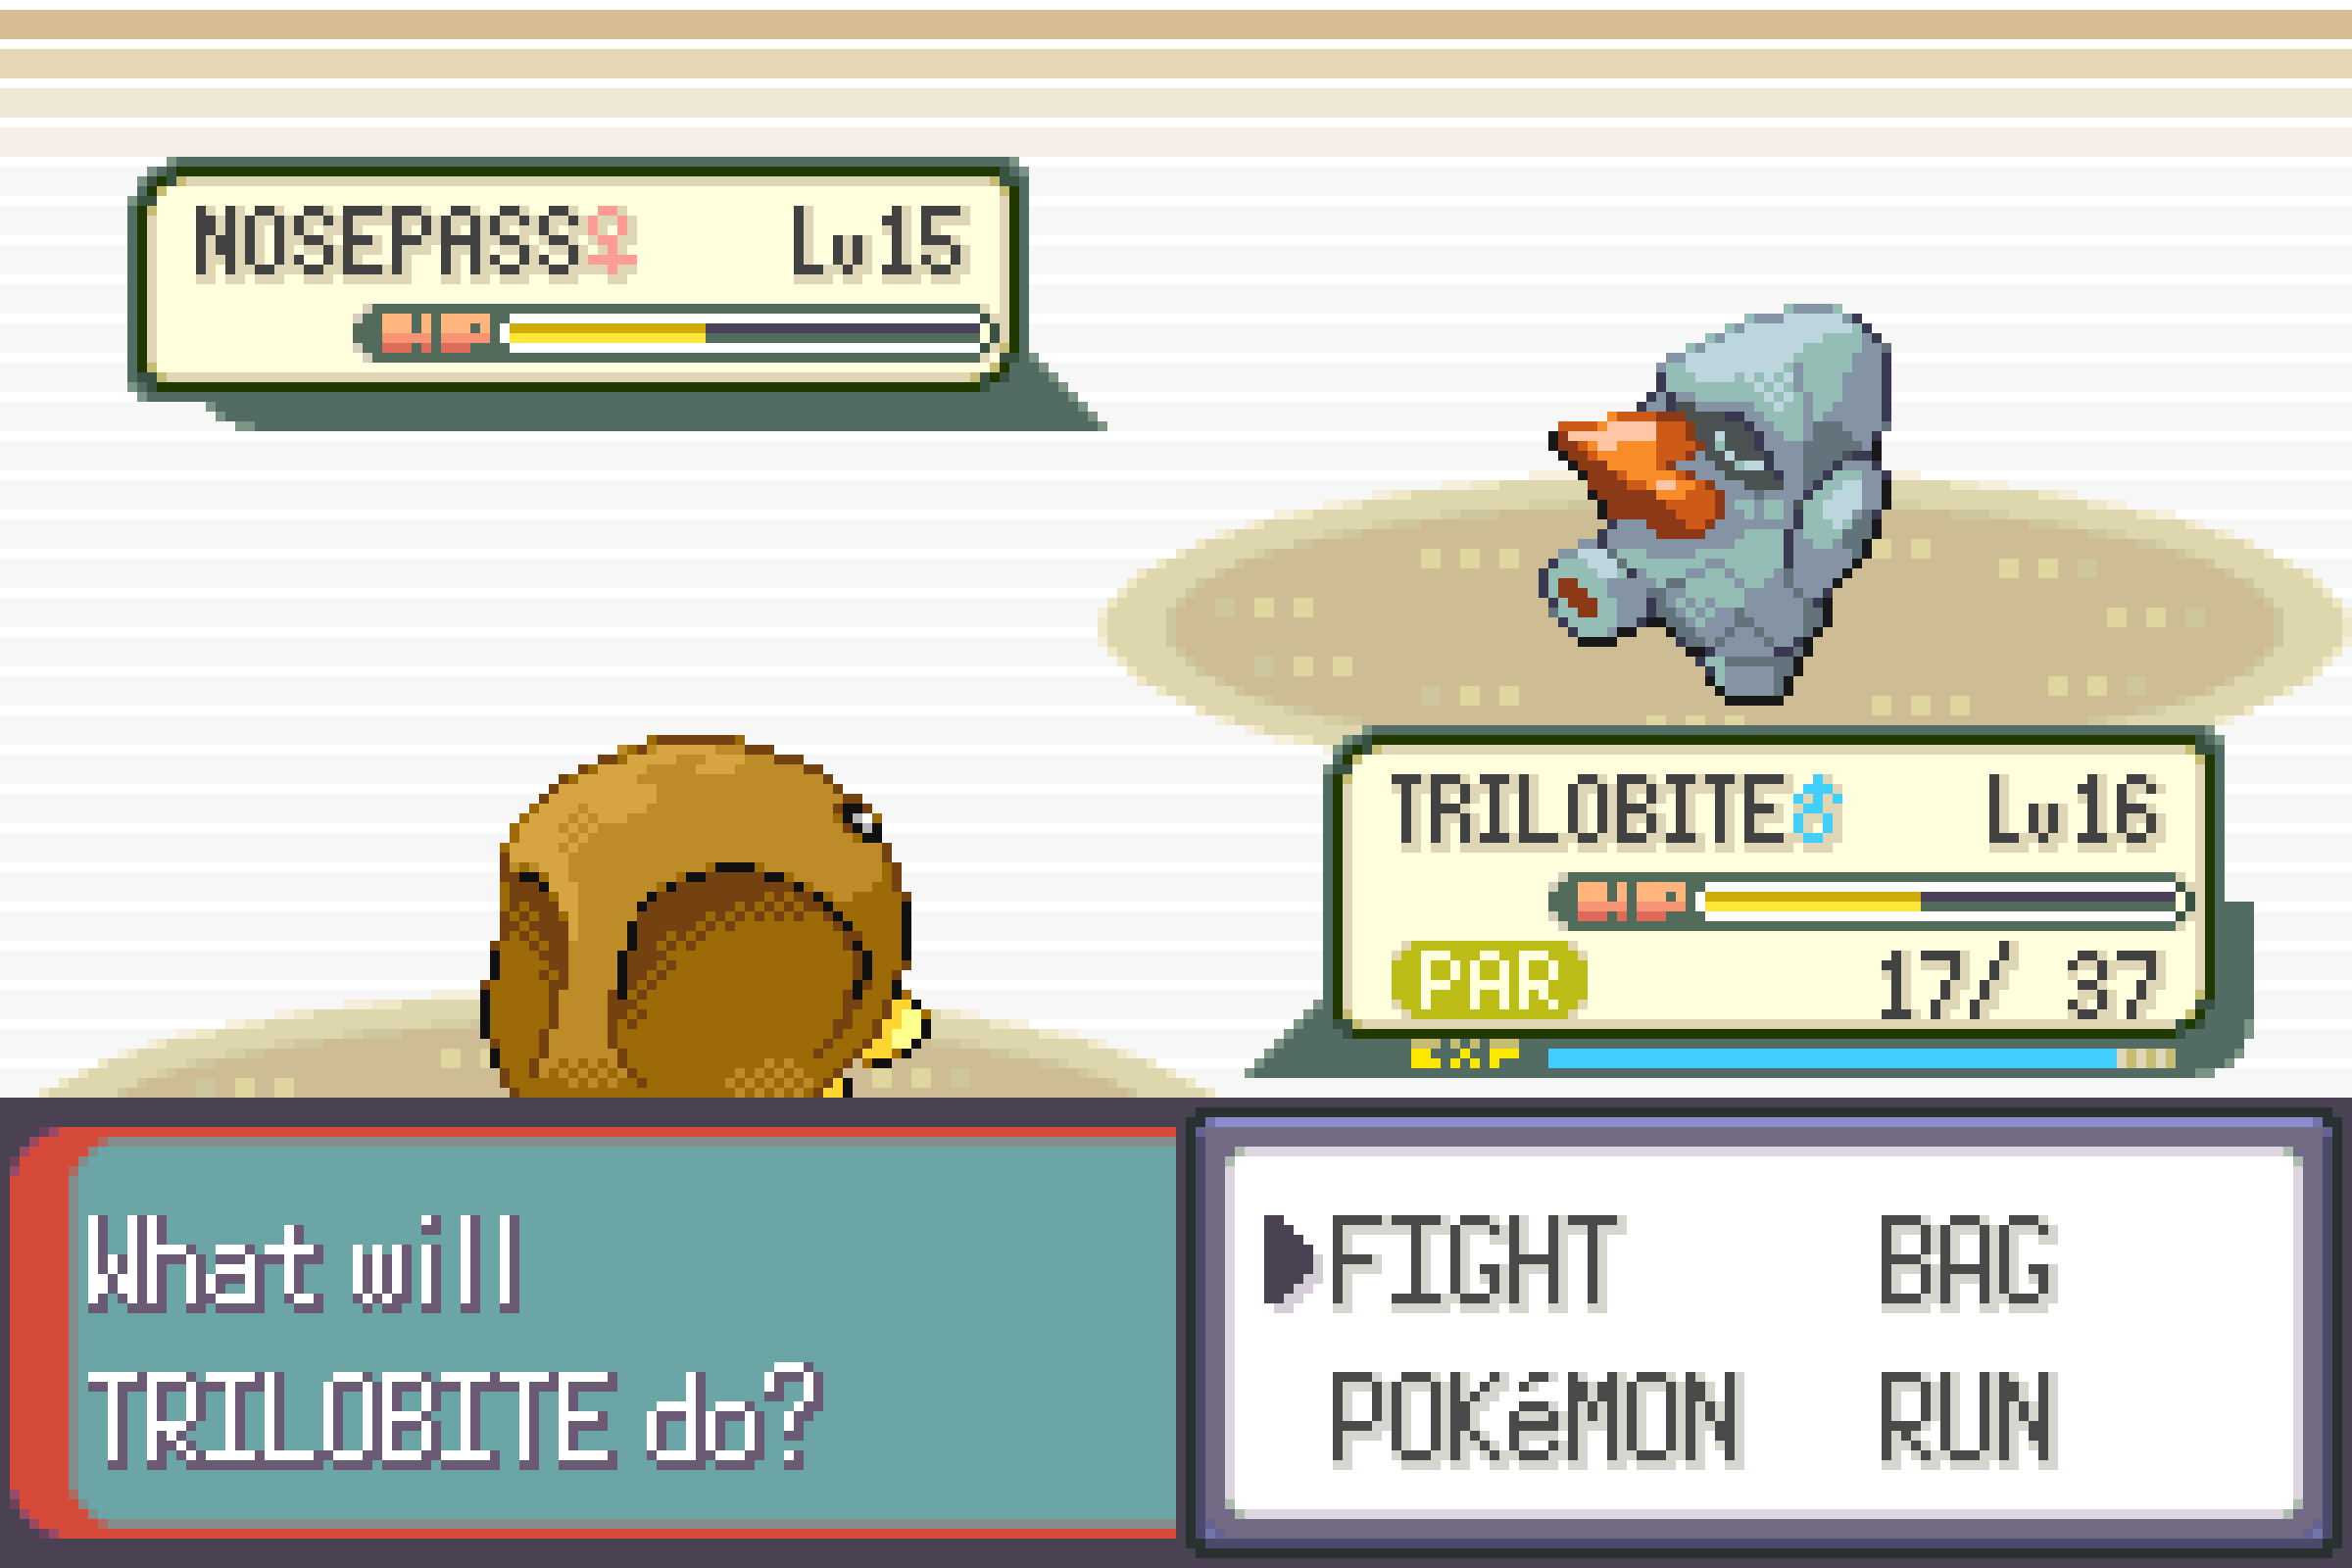 NOSEPASS♀ Lv15
HP
TRILOBITE♂ Lv16
HP
PAR 17/ 37
EXP
What will
TRILOBITE do?
FIGHT BAG
POKéMON RUN